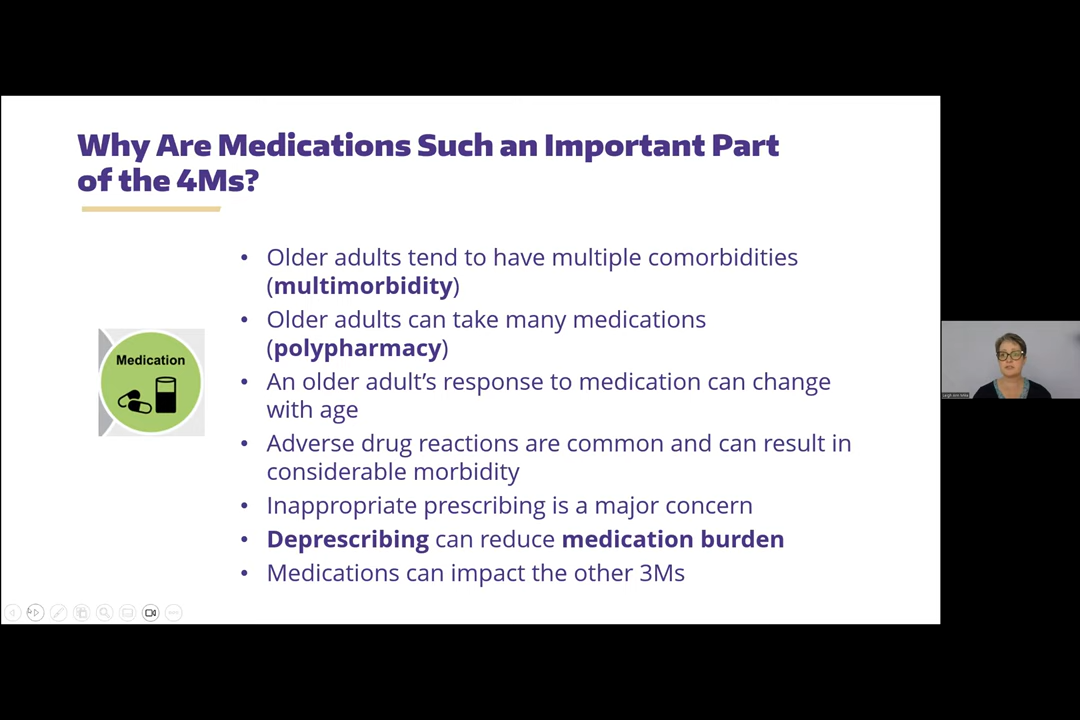 Why Are Medications Such an Important Part
of the 4Ms?
• Older adults tend to have multiple comorbidities
(multimorbidity)
• Older adults can take many medications
(polypharmacy)
Medication
• An older adult’s response to medication can change
with age
• Adverse drug reactions are common and can result in
considerable morbidity
• Inappropriate prescribing is a major concern
• Deprescribing can reduce medication burden
• Medications can impact the other 3Ms